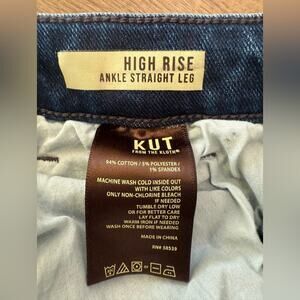 HIGH RISE
ANKLE STRAIGHT LEG
KUT
FROM THE KLOTH®
94% COTTON / 5% POLYESTER /
1% SPANDEX
MACHINE WASH COLD INSIDE OUT
WITH LIKE COLORS
ONLY NON-CHLORINE BLEACH
IF NEEDED
TUMBLE DRY LOW
OR FOR BETTER CARE
LAY FLAT TO DRY
WARM IRON IF NEEDED
WASH ONCE BEFORE WEARING
MADE IN CHINA
RN# 58539